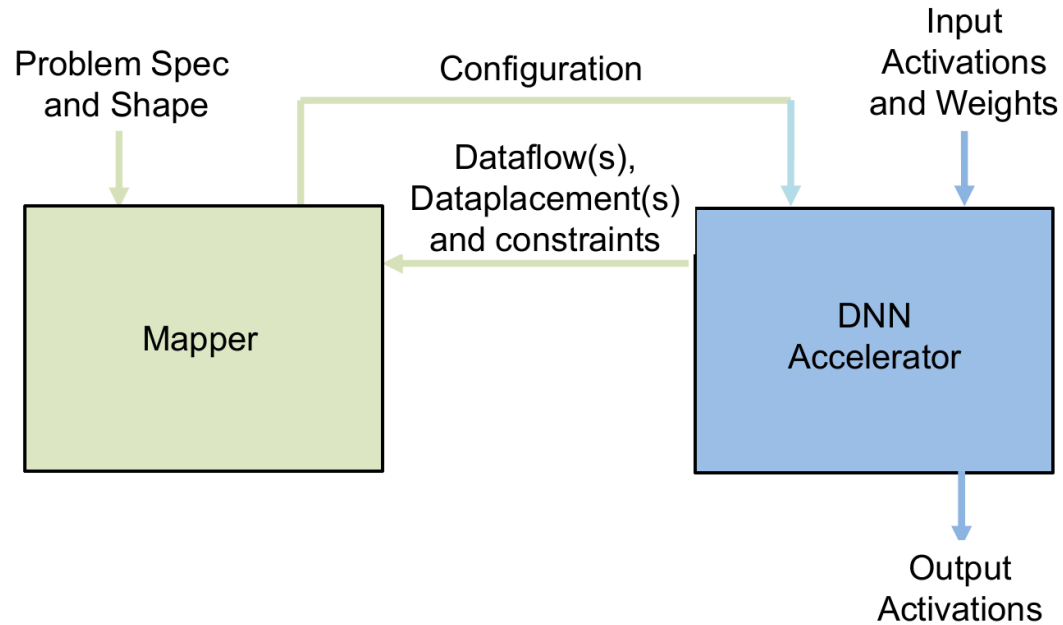 Problem Spec
and Shape
Configuration
Input
Activations
and Weights
Dataflow(s),
Dataplacement(s)
and constraints
Mapper
DNN
Accelerator
Output
Activations